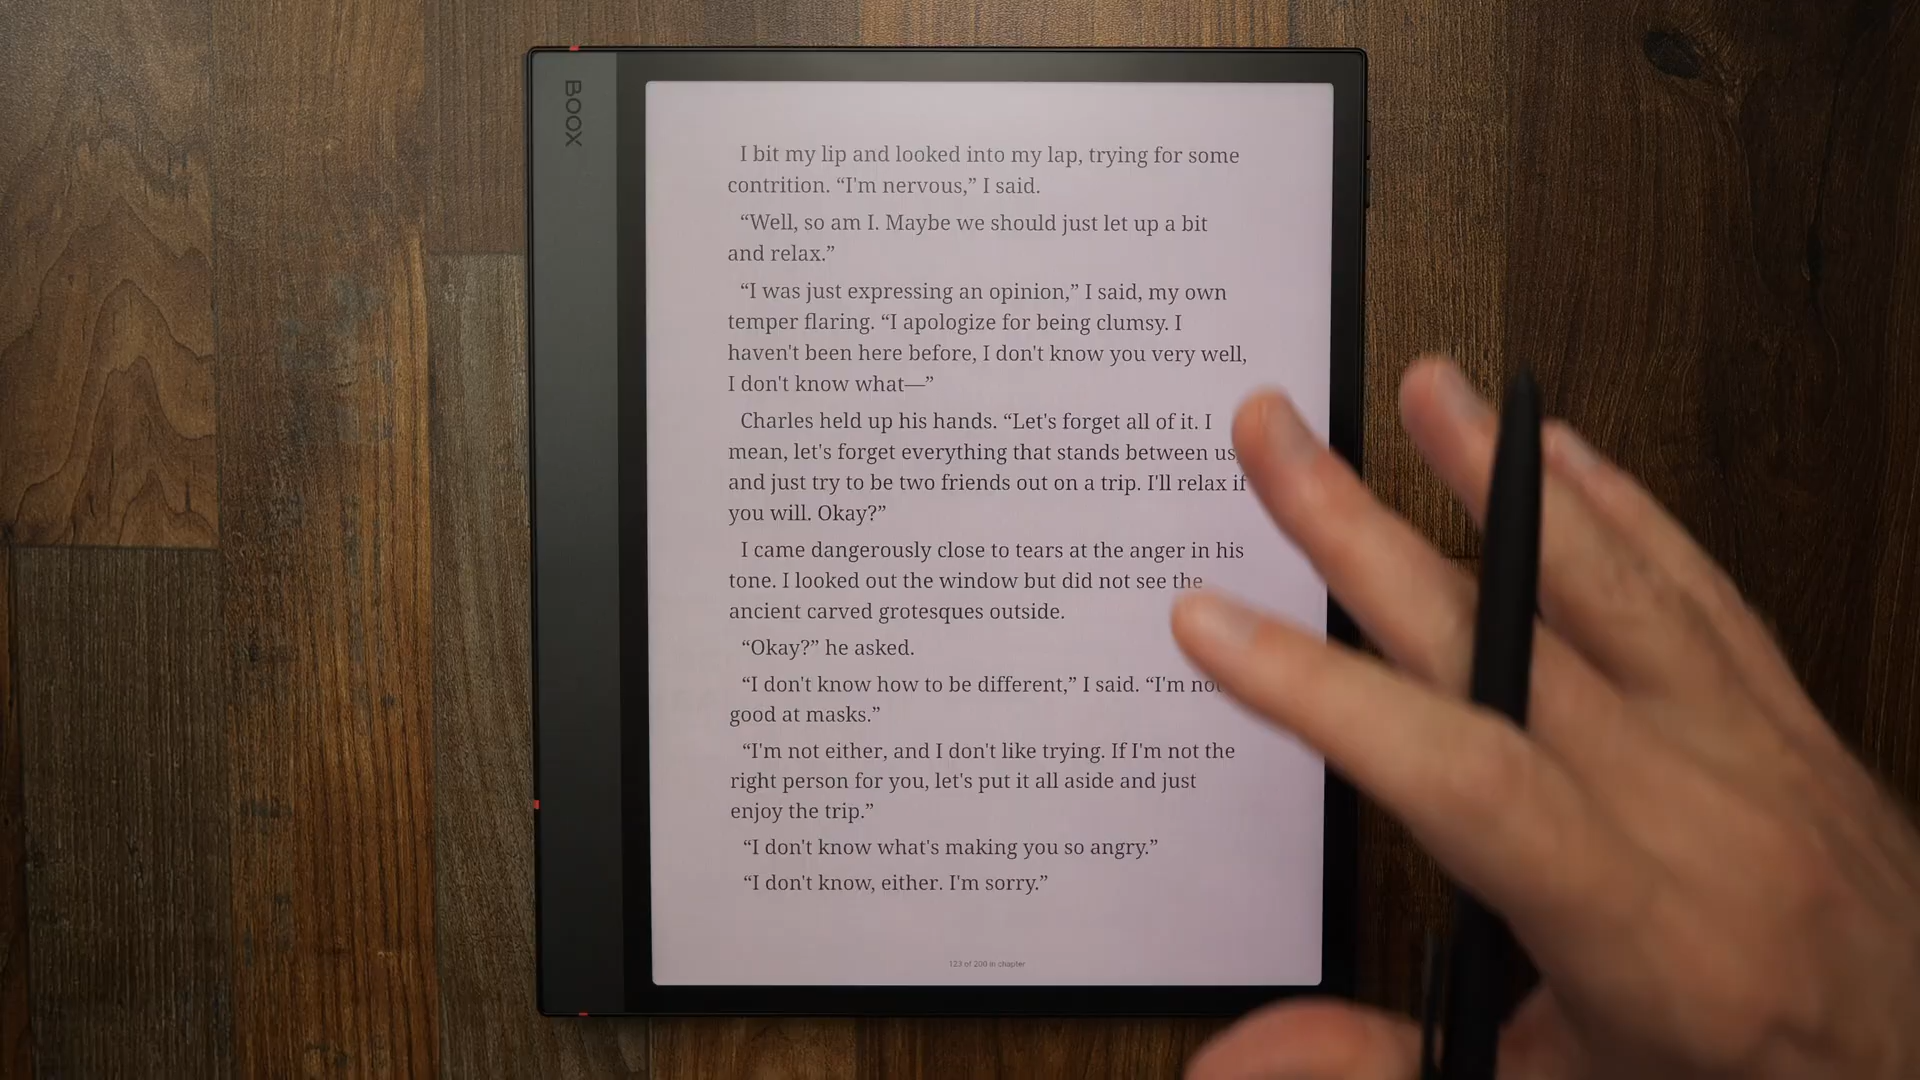 BOOX
I bit my lip and looked into my lap, trying for some
contrition. “I'm nervous,” I said.
“Well, so am I. Maybe we should just let up a bit
and relax.”
“I was just expressing an opinion,” I said, my own
temper flaring. “I apologize for being clumsy. I
haven't been here before, I don't know you very well,
I don't know what—”
Charles held up his hands. “Let's forget all of it. I
mean, let's forget everything that stands between us,
and just try to be two friends out on a trip. I'll relax if
you will. Okay?”
I came dangerously close to tears at the anger in his
tone. I looked out the window but did not see the
ancient carved grotesques outside.
“Okay?” he asked.
“I don't know how to be different,” I said. “I'm not
good at masks.”
“I'm not either, and I don't like trying. If I'm not the
right person for you, let's put it all aside and just
enjoy the trip.”
“I don't know what's making you so angry.”
“I don't know, either. I'm sorry.”
123 of 200 in chapter